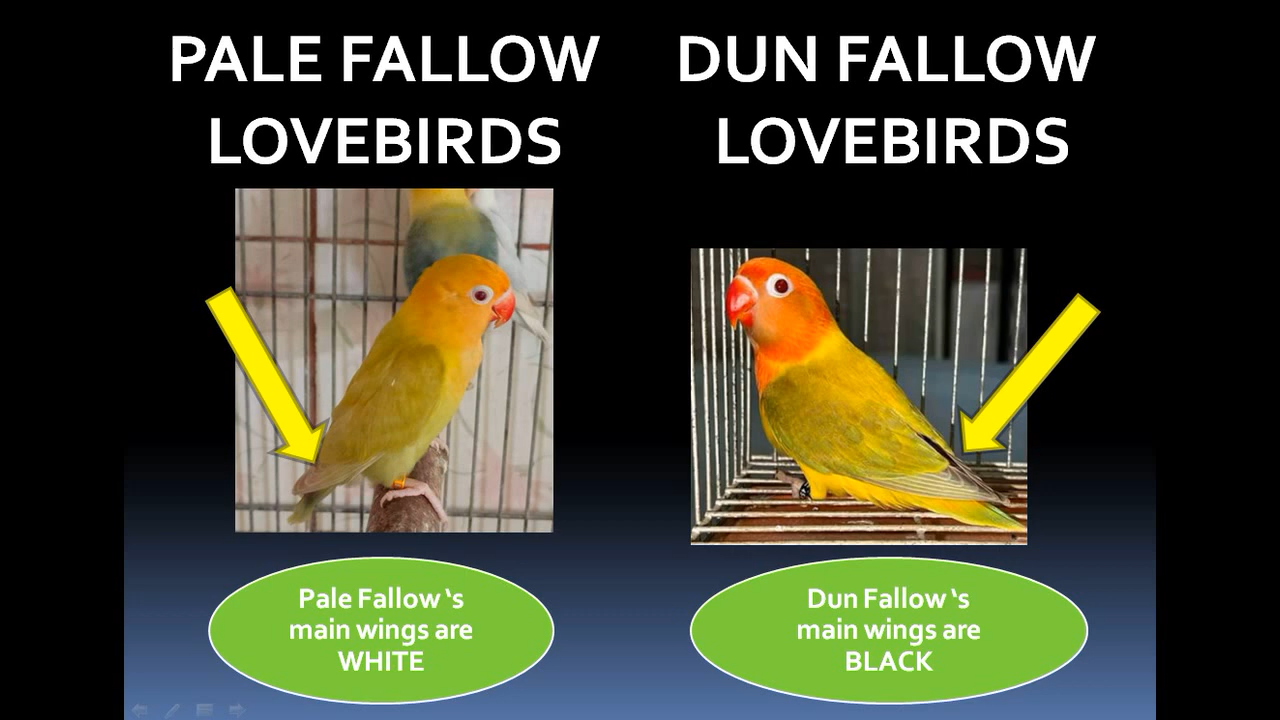 PALE FALLOW
LOVEBIRDS
DUN FALLOW
LOVEBIRDS
Pale Fallow ‘s
main wings are
WHITE
Dun Fallow ‘s
main wings are
BLACK